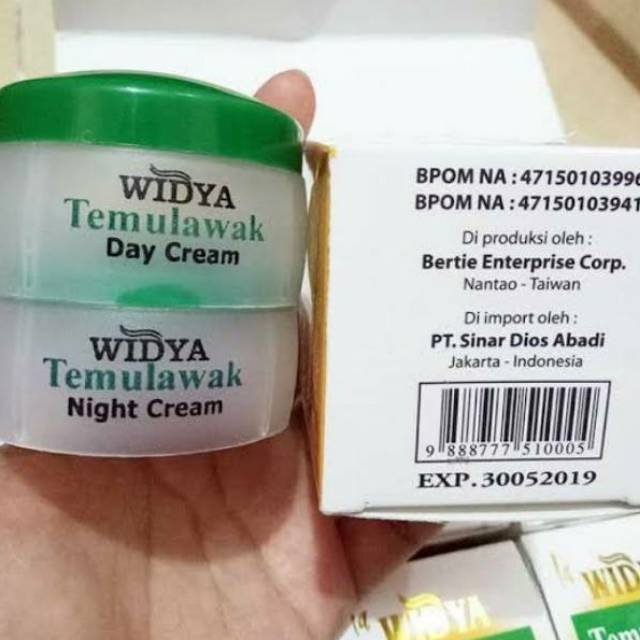 WIDYA
Temulawak
Day Cream
WIDYA
Temulawak
Night Cream
BPOM NA : 47150103996
BPOM NA : 47150103941
Di produksi oleh :
Bertie Enterprise Corp.
Nantao - Taiwan
Di import oleh :
PT. Sinar Dios Abadi
Jakarta - Indonesia
9 888777 510005
EXP.30052019
WIDYA